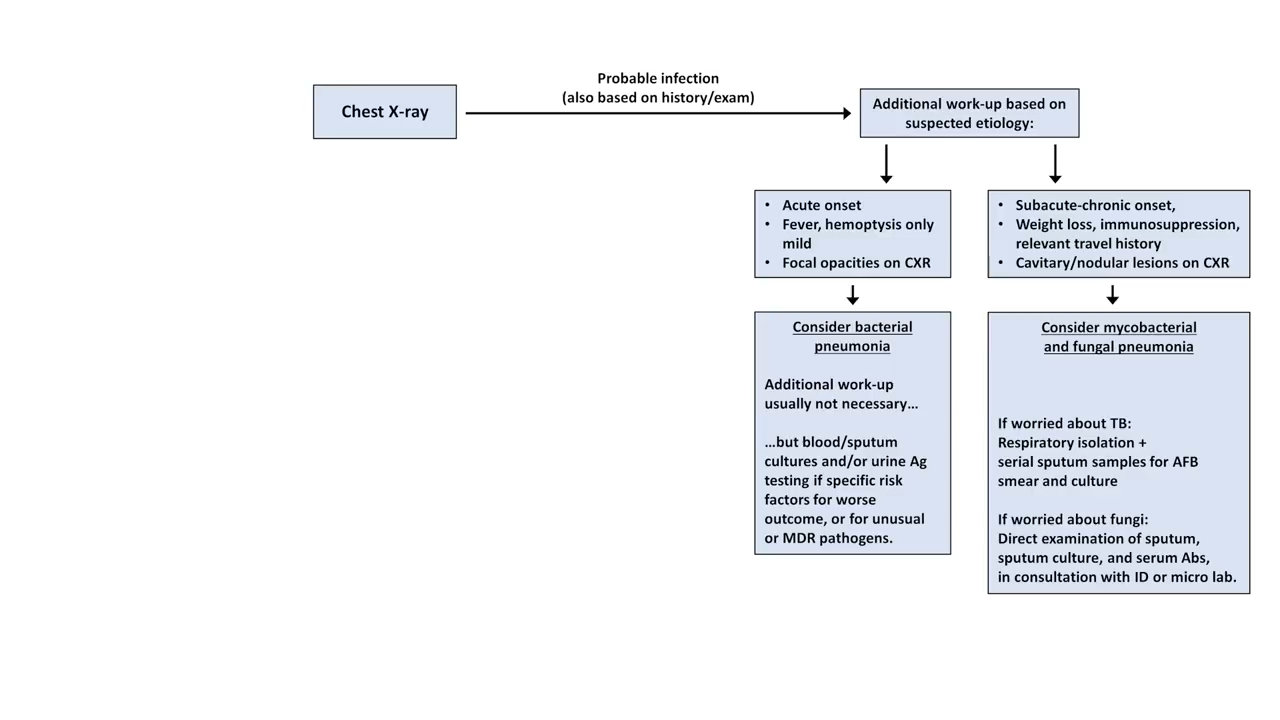 Chest X-ray
Probable infection
(also based on history/exam)
Additional work-up based on
suspected etiology:
• Acute onset
• Fever, hemoptysis only
mild
• Focal opacities on CXR
• Subacute-chronic onset,
• Weight loss, immunosuppression,
relevant travel history
• Cavitary/nodular lesions on CXR
Consider bacterial
pneumonia
Additional work-up
usually not necessary…
…but blood/sputum
cultures and/or urine Ag
testing if specific risk
factors for worse
outcome, or for unusual
or MDR pathogens.
Consider mycobacterial
and fungal pneumonia
If worried about TB:
Respiratory isolation +
serial sputum samples for AFB
smear and culture
If worried about fungi:
Direct examination of sputum,
sputum culture, and serum Abs,
in consultation with ID or micro lab.